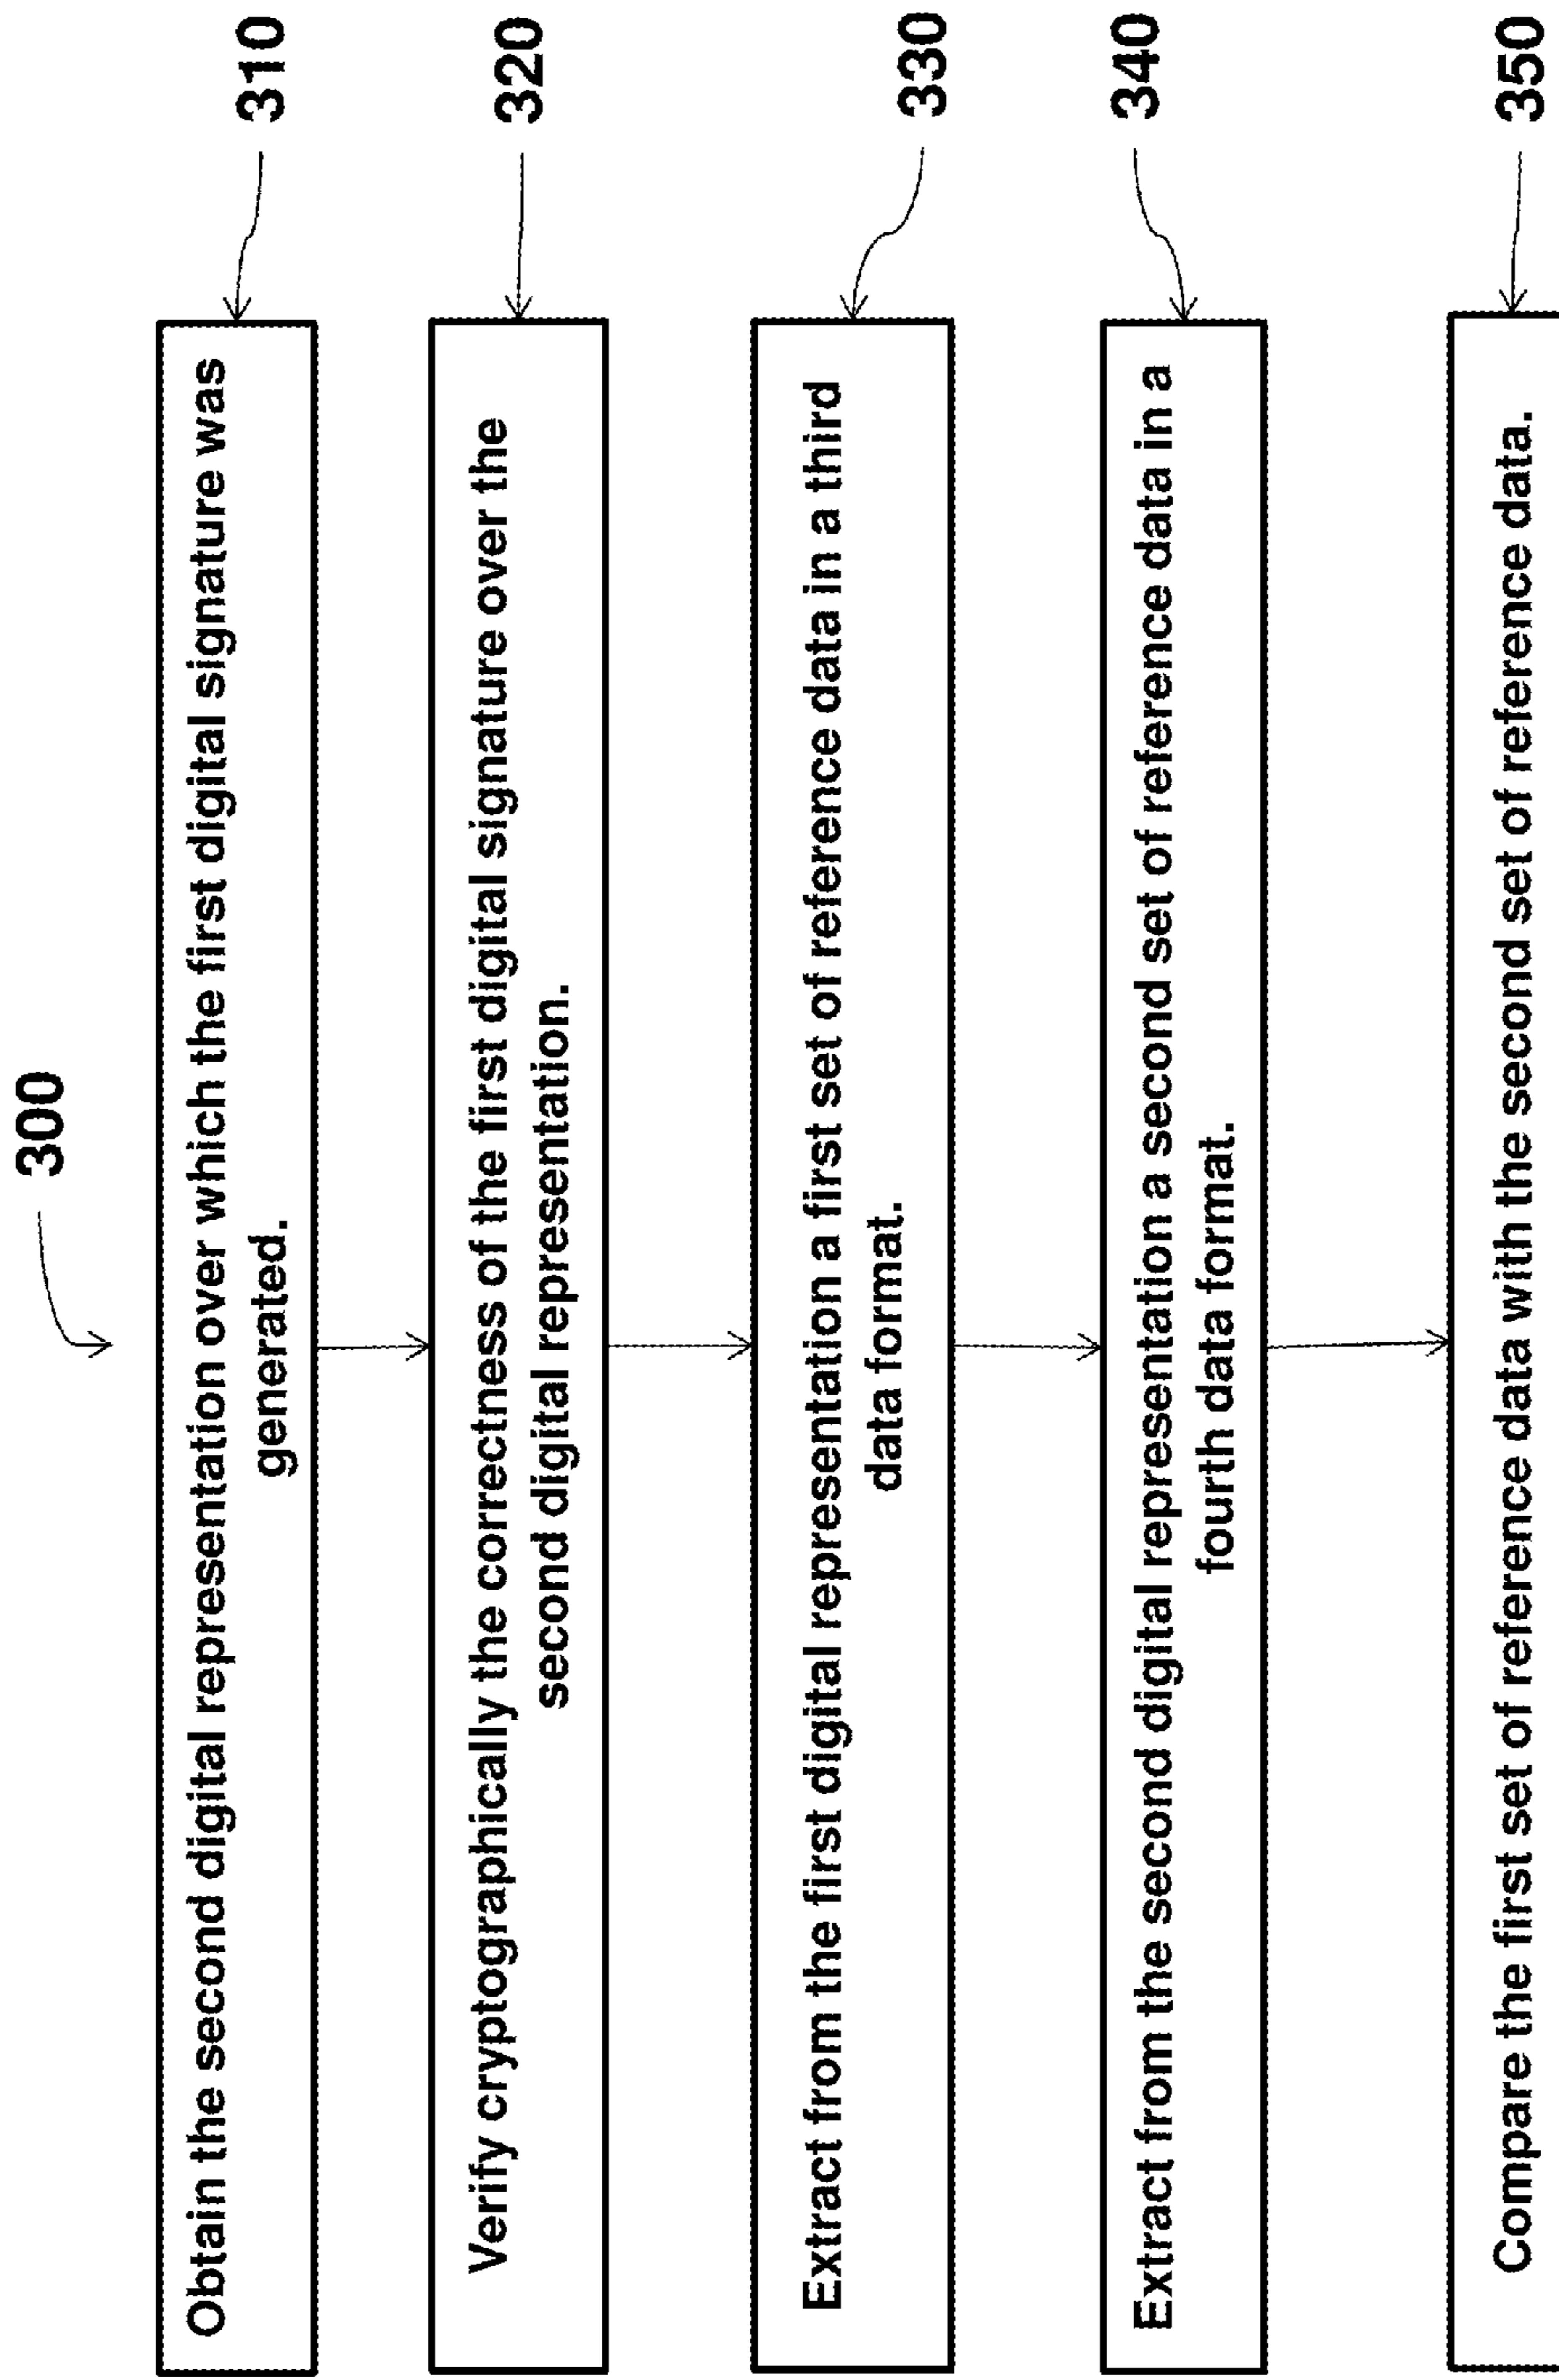 300
Obtain the second digital representation over which the first digital signature was
generated.
310
Verify cryptographically the correctness of the first digital signature over the
second digital representation.
320
Extract from the first digital representation a first set of reference data in a third
data format.
330
Extract from the second digital representation a second set of reference data in a
fourth data format.
340
Compare the first set of reference data with the second set of reference data.
350